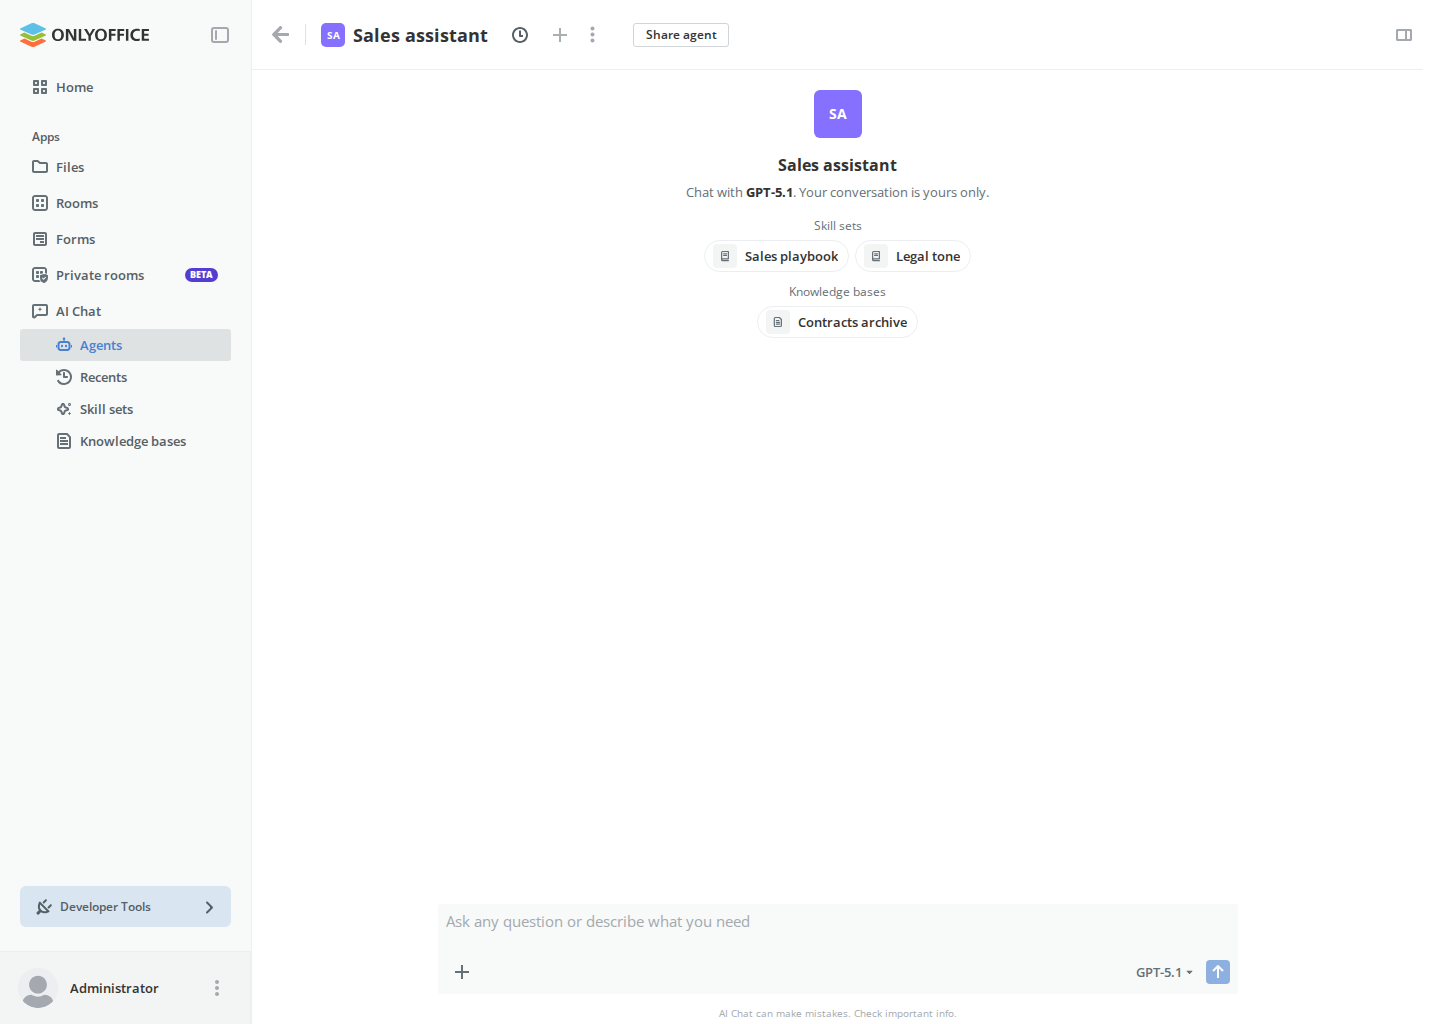 ONLYOFFICE
Home
Apps
Files
Rooms
Forms
Private rooms BETA
AI Chat
Agents
Recents
Skill sets
Knowledge bases
Developer Tools
Administrator
SA Sales assistant Share agent
SA
Sales assistant
Chat with GPT-5.1. Your conversation is yours only.
Skill sets
Sales playbook Legal tone
Knowledge bases
Contracts archive
Ask any question or describe what you need
GPT-5.1
AI Chat can make mistakes. Check important info.